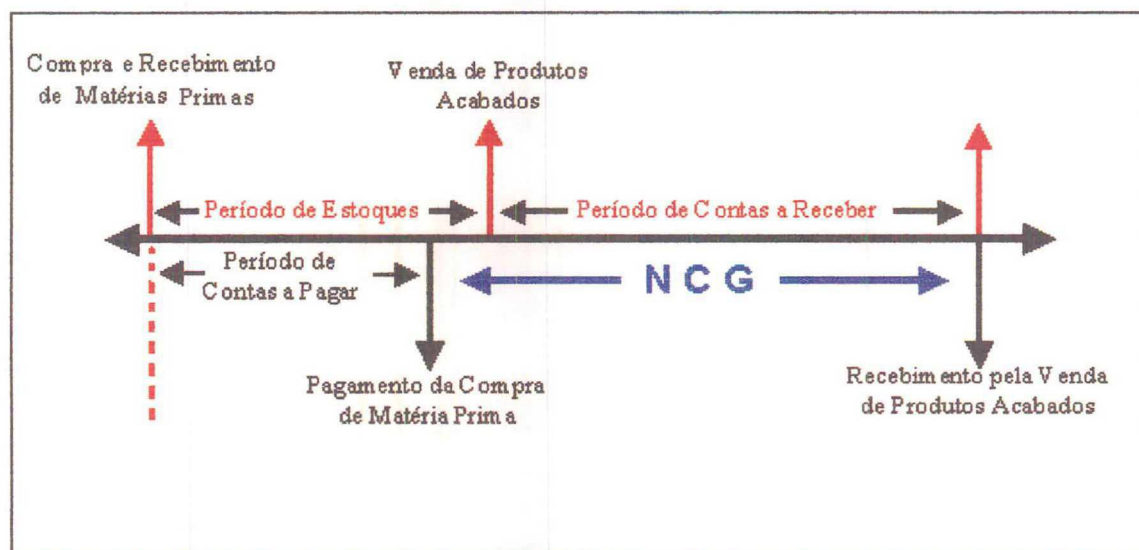 Compra e Recebimento
de Matérias Primas
Venda de Produtos
Acabados
Período de Estoques
Período de Contas a Receber
Período de
Contas a Pagar
NCG
Pagamento da Compra
de Matéria Prima
Recebimento pela Venda
de Produtos Acabados